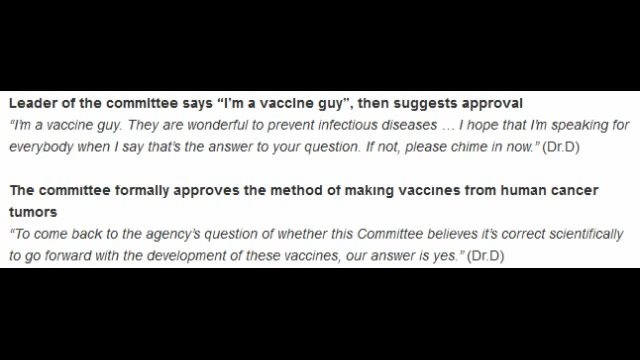 Leader of the committee says “I'm a vaccine guy”, then suggests approval
“I'm a vaccine guy. They are wonderful to prevent infectious diseases … I hope that I'm speaking for
everybody when I say that's the answer to your question. If not, please chime in now.” (Dr.D)
The committee formally approves the method of making vaccines from human cancer
tumors
“To come back to the agency's question of whether this Committee believes it's correct scientifically
to go forward with the development of these vaccines, our answer is yes.” (Dr.D)